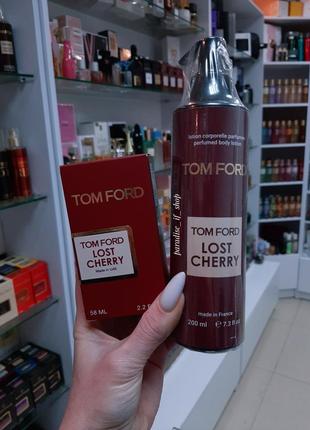 TOM FORD
TOM FORD
LOST
CHERRY
Made in UAE
58 ML
2.2
lotion corporelle parfumée
perfumed body lotion
TOM FORD
TOM FORD
LOST
CHERRY
made in France
200 ml e 7.3 fl oz
paradise_if_shop